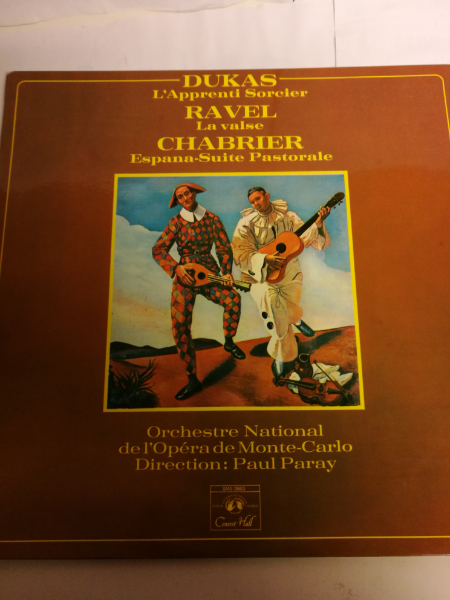 DUKAS
L'Apprenti Sorcier
RAVEL
La valse
CHABRIER
Espana-Suite Pastorale
Orchestre National
de l'Opéra de Monte-Carlo
Direction: Paul Paray
Concert Hall